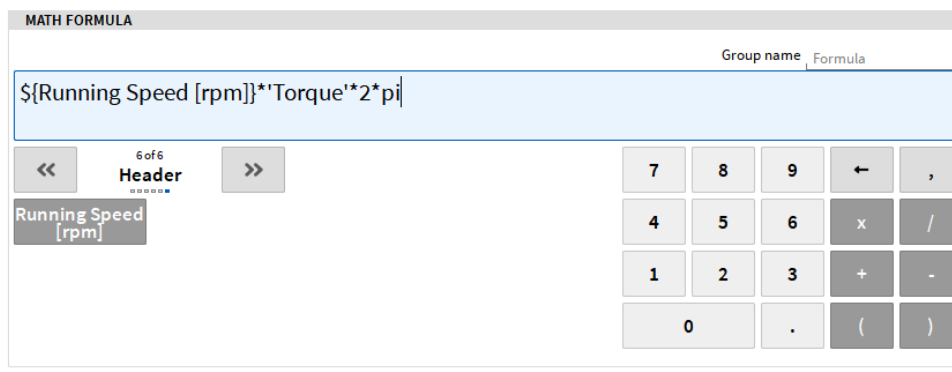 MATH FORMULA
Group name Formula
${Running Speed [rpm]}*'Torque'*2*pi
6 of 6
Header
Running Speed
[rpm]
7 8 9 ← ,
4 5 6 x /
1 2 3 + -
0 . ( )